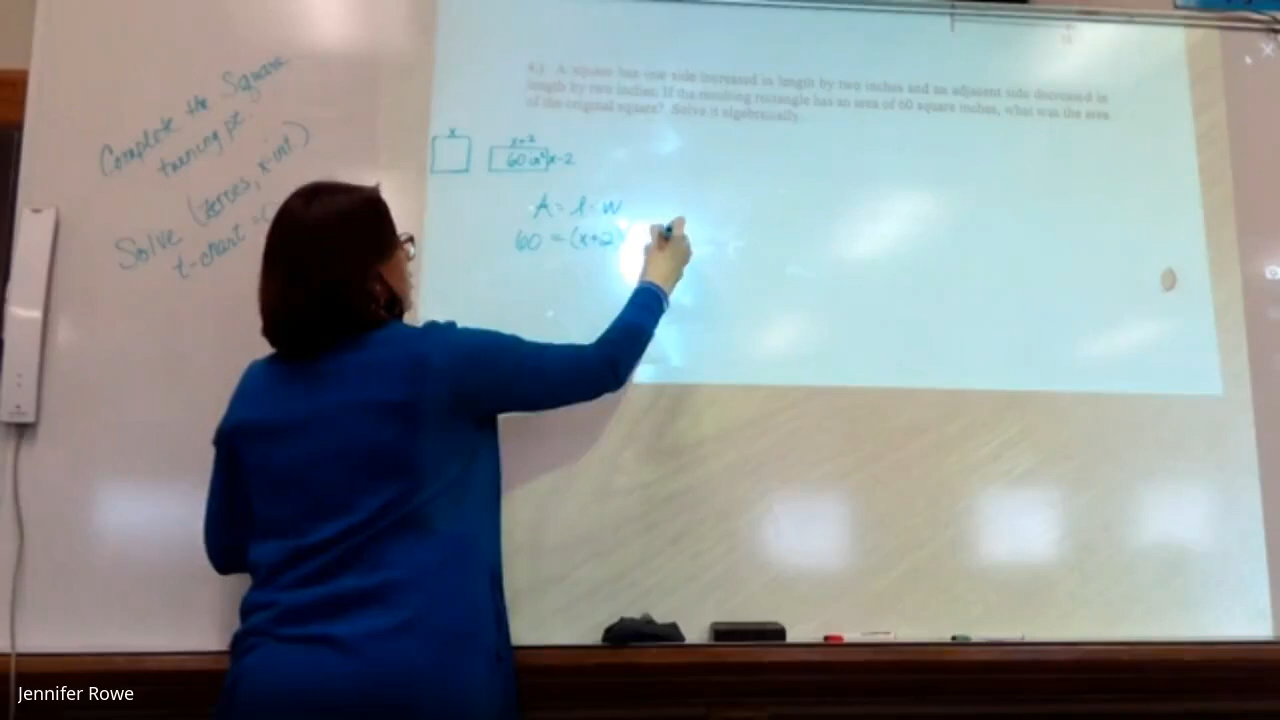 Complete the Square
turning pt.
Solve (zeroes, x-int.)
t-chart
4.) A square has one side increased in length by two inches and an adjacent side decreased in
length by two inches. If the resulting rectangle has an area of 60 square inches, what was the area
of the original square? Solve it algebraically.
x
x+2
60 in² x-2
A = l · w
60 = (x+2)
Jennifer Rowe